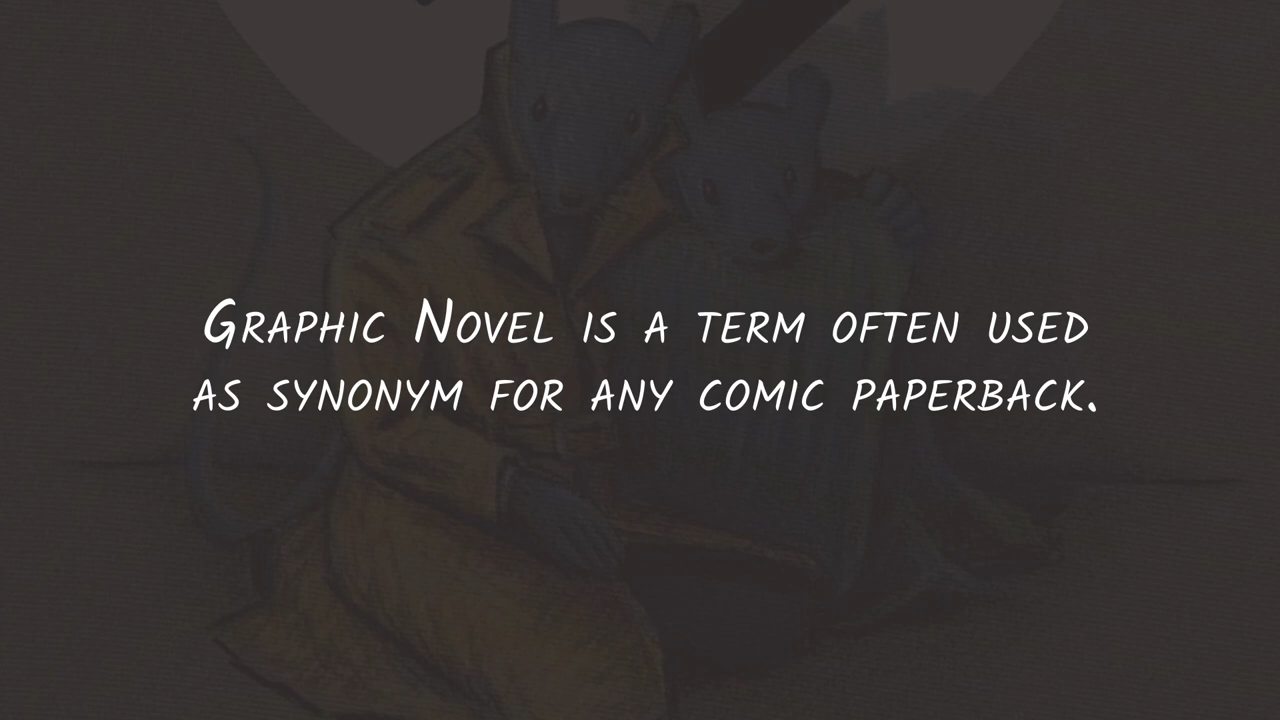 Graphic Novel is a term often used
as synonym for any comic paperback.